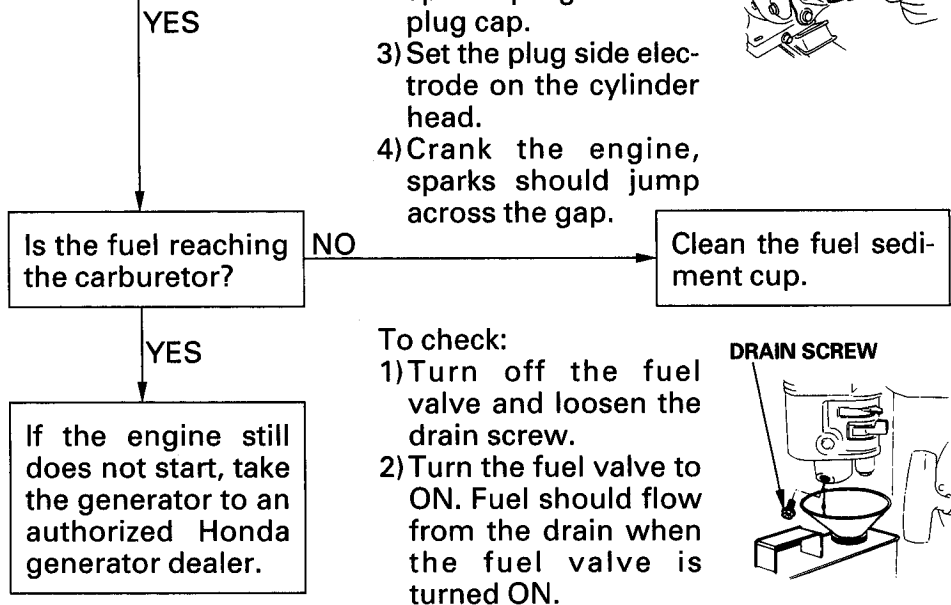 YES
plug cap.
3) Set the plug side elec-
trode on the cylinder
head.
4) Crank the engine,
sparks should jump
across the gap.
Is the fuel reaching
the carburetor?
NO
Clean the fuel sedi-
ment cup.
YES
If the engine still
does not start, take
the generator to an
authorized Honda
generator dealer.
To check:
1) Turn off the fuel
valve and loosen the
drain screw.
2) Turn the fuel valve to
ON. Fuel should flow
from the drain when
the fuel valve is
turned ON.
DRAIN SCREW